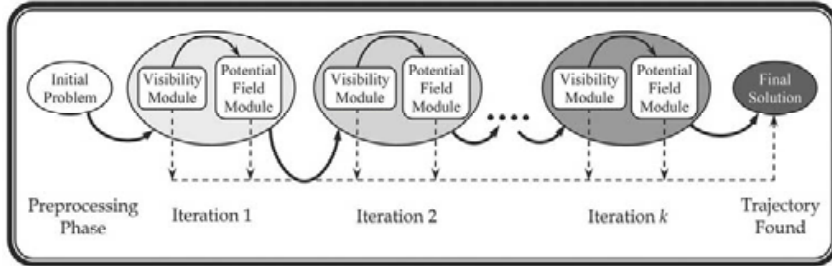 Initial
Problem
Visibility
Module
Potential
Field
Module
Visibility
Module
Potential
Field
Module
Visibility
Module
Potential
Field
Module
Final
Solution
Preprocessing
Phase
Iteration 1
Iteration 2
Iteration k
Trajectory
Found